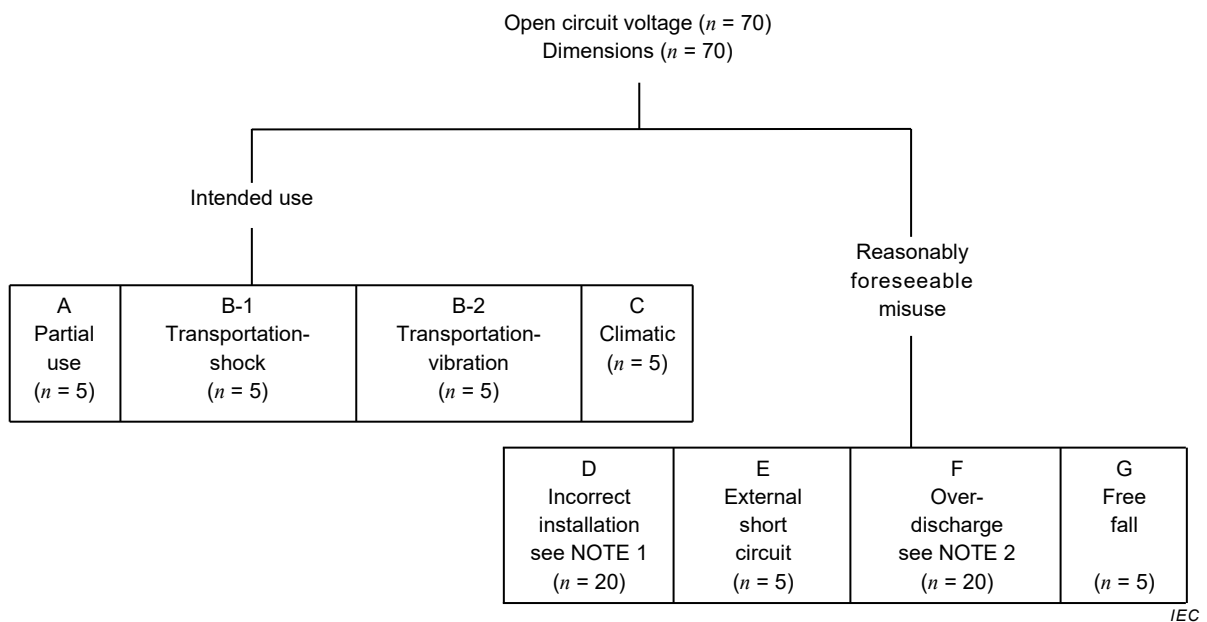 Open circuit voltage (n = 70)
Dimensions (n = 70)
Intended use
Reasonably
foreseeable
misuse
A
Partial
use
(n = 5)
B-1
Transportation-
shock
(n = 5)
B-2
Transportation-
vibration
(n = 5)
C
Climatic
(n = 5)
D
Incorrect
installation
see NOTE 1
(n = 20)
E
External
short
circuit
(n = 5)
F
Over-
discharge
see NOTE 2
(n = 20)
G
Free
fall
(n = 5)
IEC